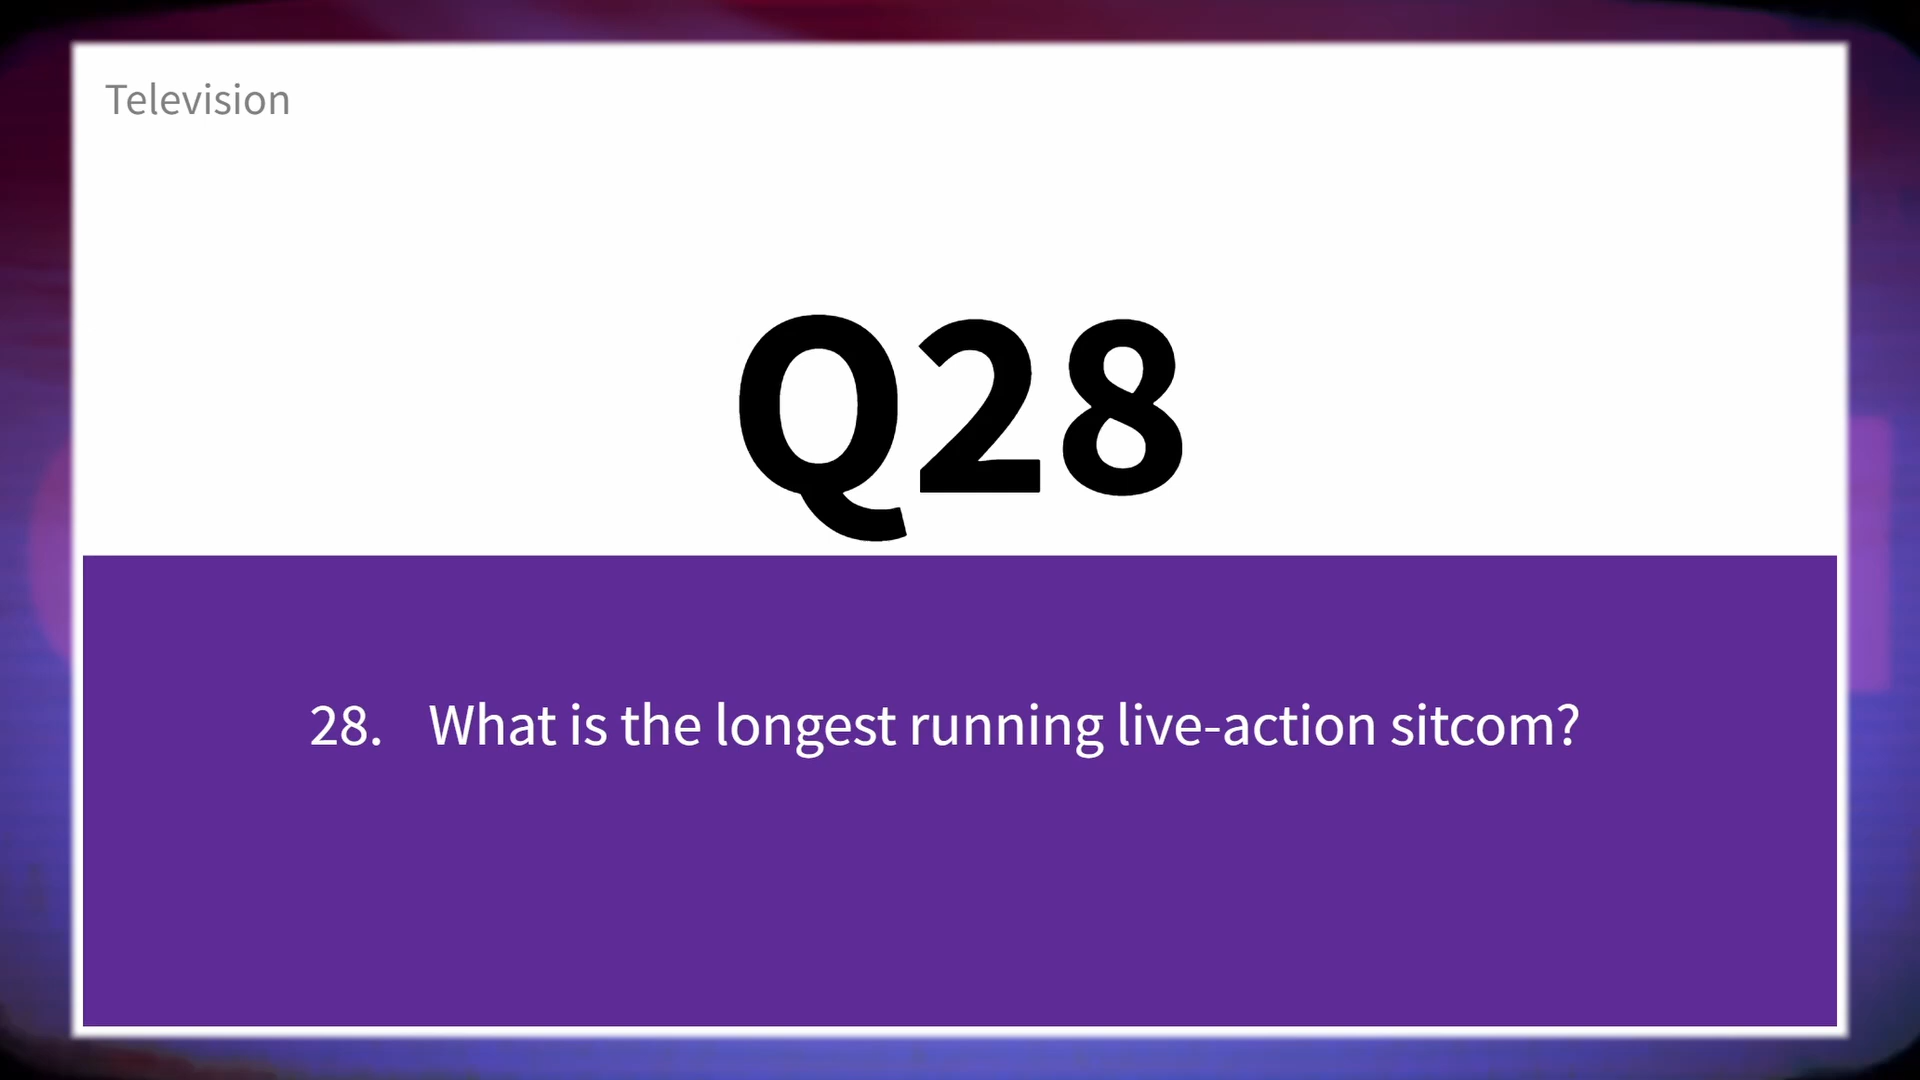 Television
Q28
28. What is the longest running live-action sitcom?